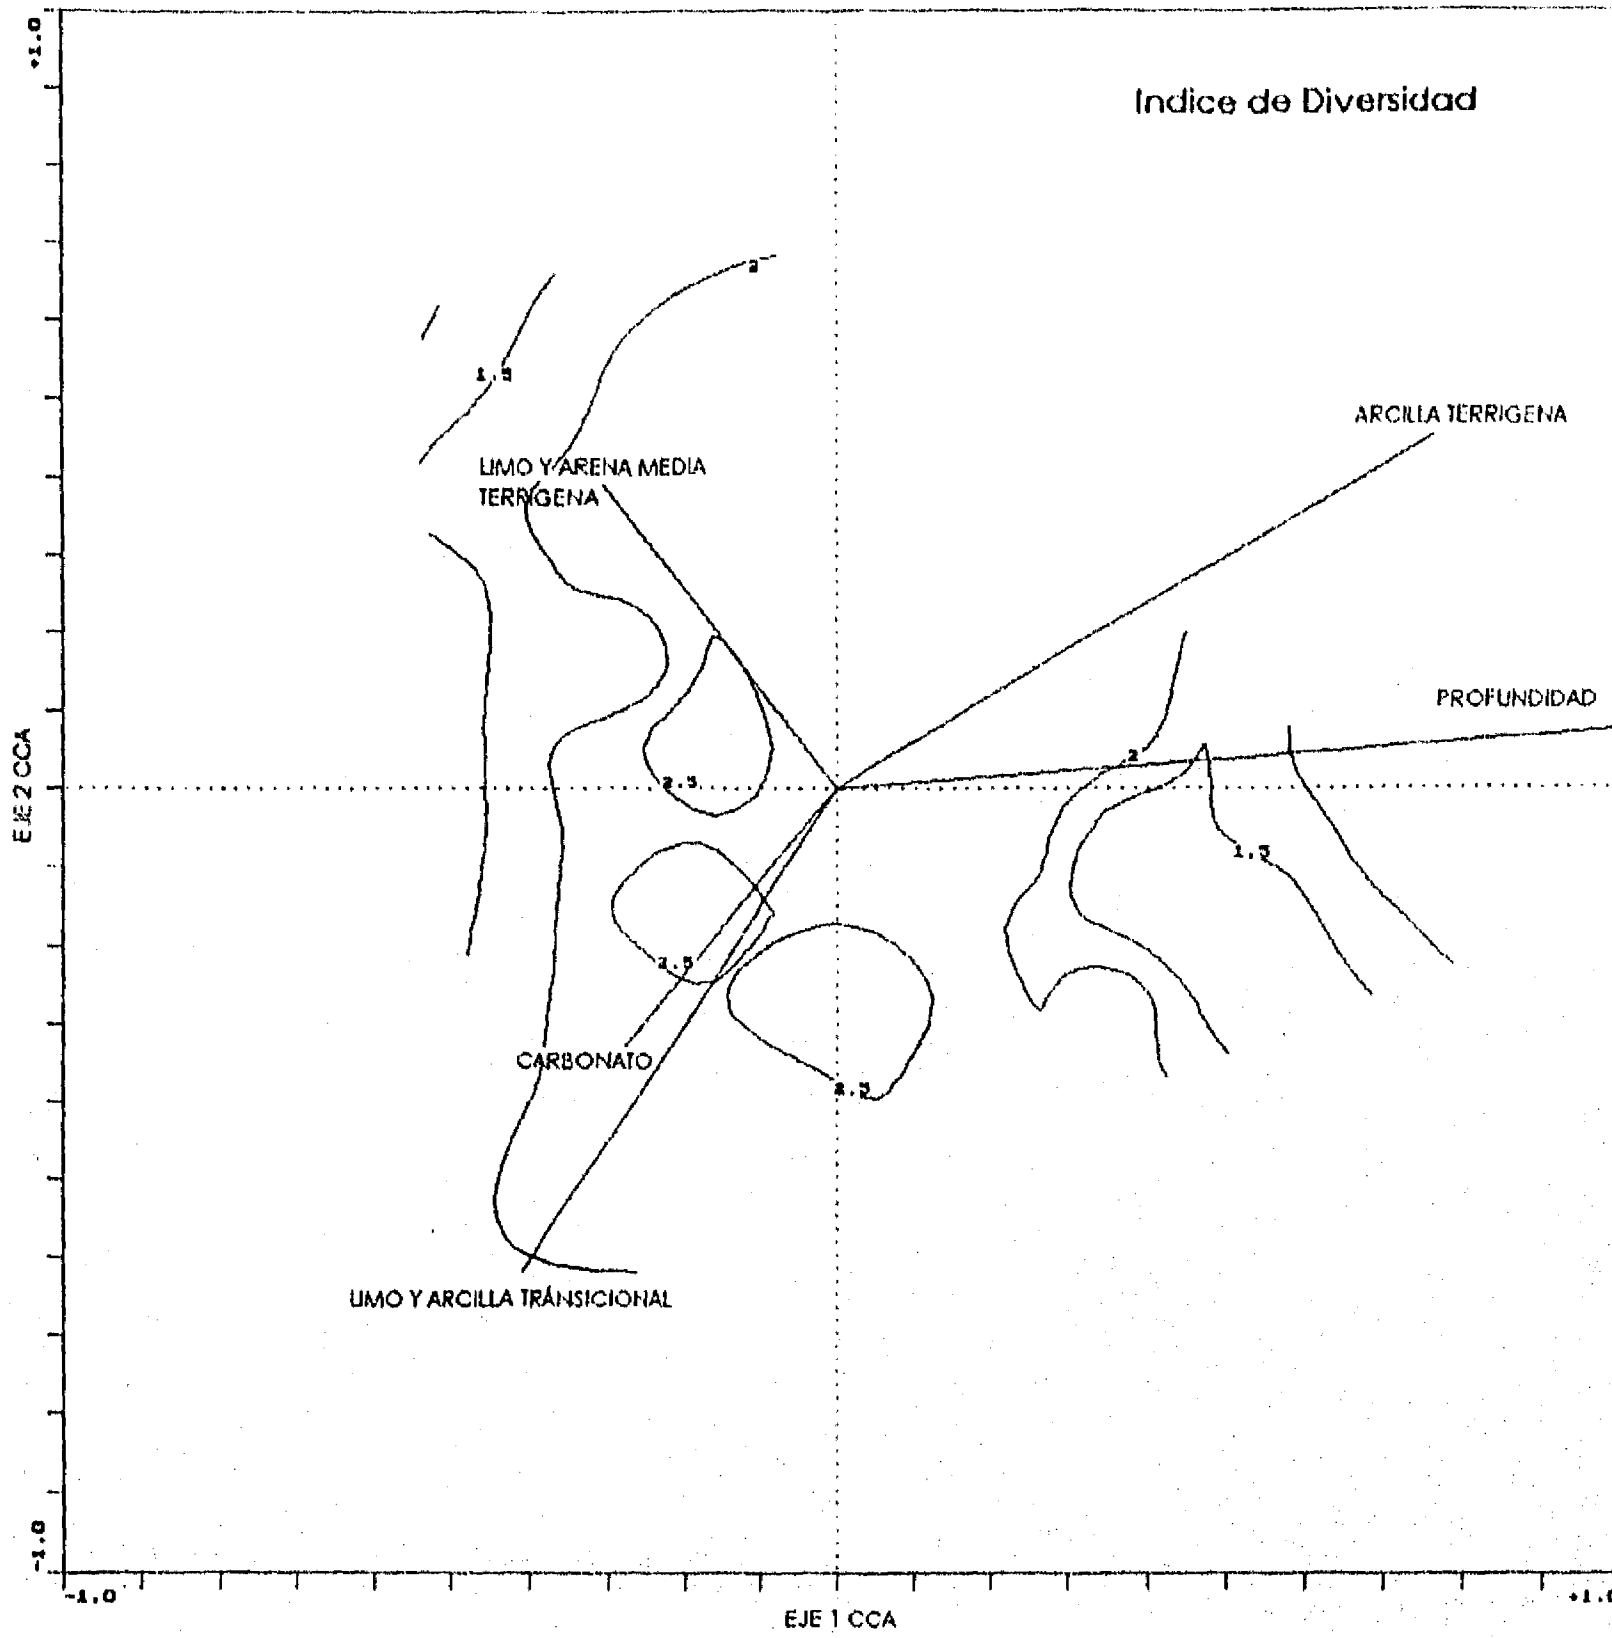 +1.0
Indice de Diversidad
2
1.5
ARCILLA TERRIGENA
LIMO Y ARENA MEDIA
TERRIGENA
PROFUNDIDAD
2
2.5
EJE 2 CCA
1.5
2.5
CARBONATO
2.5
LIMO Y ARCILLA TRANSICIONAL
-1.0
-1.0
EJE 1 CCA